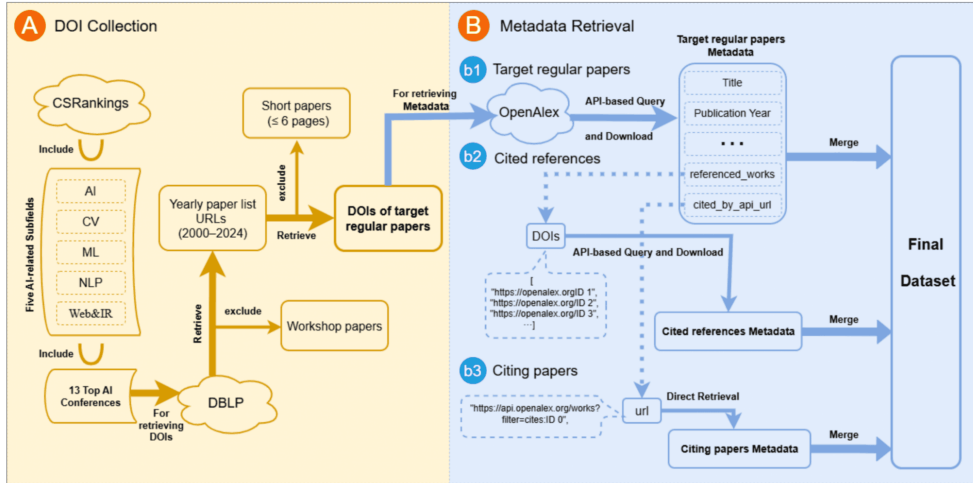 A DOI Collection
CSRankings
Include
Five AI-related Subfields
AI
CV
ML
NLP
Web&IR
Include
13 Top AI
Conferences
For
retrieving
DOIs
DBLP
Retrieve
exclude
Workshop papers
Yearly paper list
URLs
(2000–2024)
exclude
Short papers
(≤ 6 pages)
Retrieve
DOIs of target
regular papers
For retrieving
Metadata
B Metadata Retrieval
b1 Target regular papers
OpenAlex
API-based Query
and Download
Target regular papers
Metadata
Title
Publication Year
...
referenced_works
cited_by_api_url
Merge
b2 Cited references
DOIs
API-based Query and Download
[
"https://openalex.orgID 1",
"https://openalex.org/ID 2",
"https://openalex.org/ID 3",
...]
Cited references Metadata
Merge
b3 Citing papers
"https://api.openalex.org/works?
filter=cites:ID 0",
url
Direct Retrieval
Citing papers Metadata
Merge
Final
Dataset